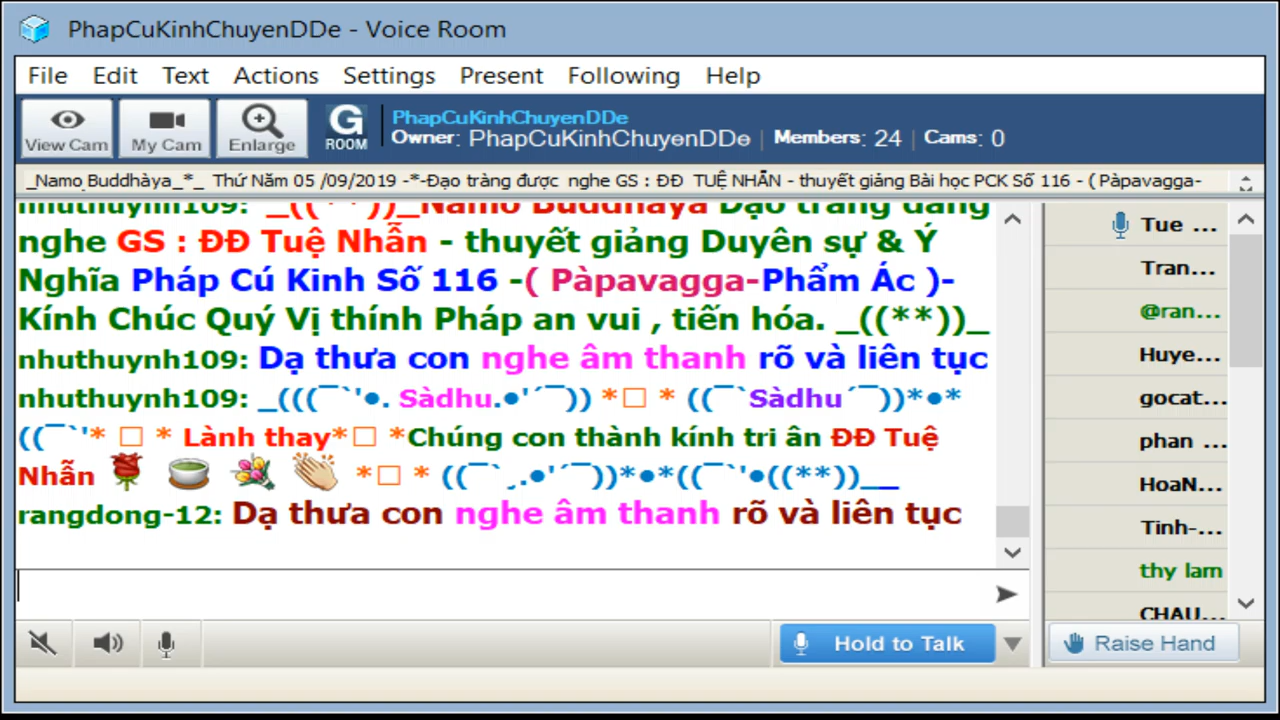 PhapCuKinhChuyenDDe - Voice Room
File Edit Text Actions Settings Present Following Help
View Cam My Cam Enlarge G ROOM
PhapCuKinhChuyenDDe
Owner: PhapCuKinhChuyenDDe | Members: 24 | Cams: 0
_Namo_Buddhàya_*_ Thứ Năm 05 /09/2019 -*-Đạo tràng được nghe GS : ĐĐ TUỆ NHẪN - thuyết giảng Bài học PCK Số 116 - ( Pàpavagga-
nhuthuynh109: _((**))_Namo Buddhaya Đạo tràng đang
nghe GS : ĐĐ Tuệ Nhẫn - thuyết giảng Duyên sự & Ý
Nghĩa Pháp Cú Kinh Số 116 -( Pàpavagga-Phẩm Ác )-
Kính Chúc Quý Vị thính Pháp an vui , tiến hóa. _((**))_
nhuthuynh109: Dạ thưa con nghe âm thanh rõ và liên tục
nhuthuynh109: _(((¯`'•. Sàdhu.•'´¯)) *□ * ((¯`Sàdhu´¯))*•*
((¯`'* □ * Lành thay*□ *Chúng con thành kính tri ân ĐĐ Tuệ
Nhẫn 🌹 🍵 💐 👏 *□ * ((¯`¸.•'´¯))*•*((¯`'•((**))__
rangdong-12: Dạ thưa con nghe âm thanh rõ và liên tục
Tue ...
Tran...
@ran...
Huye...
gocat...
phan ...
HoaN...
Tinh-...
thy lam
CHAU...
Hold to Talk
Raise Hand